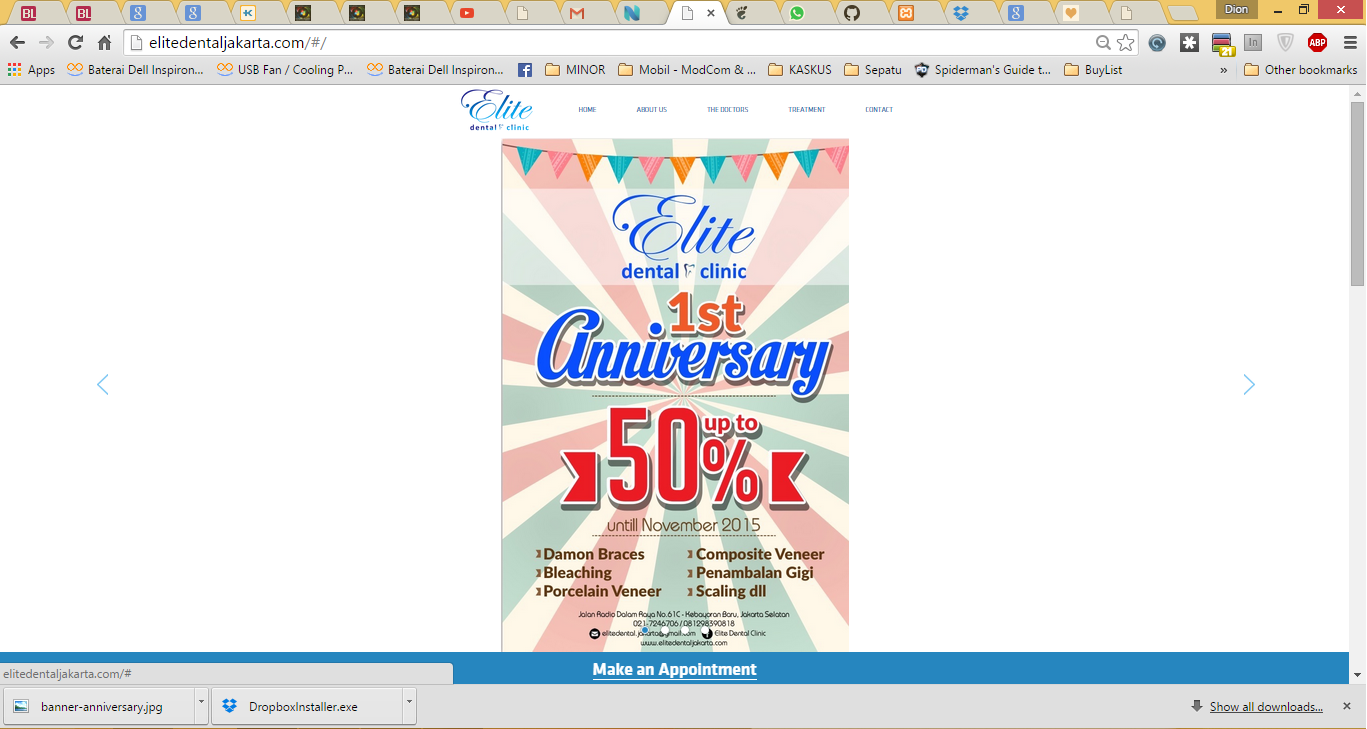 Dion
elitedentaljakarta.com/#/
21
In
ABP
Apps
Baterai Dell Inspiron...
USB Fan / Cooling P...
Baterai Dell Inspiron...
MINOR
Mobil - ModCom & ...
KASKUS
Sepatu
Spiderman's Guide t...
BuyList
»
Other bookmarks
Elite
dental clinic
HOME
ABOUT US
THE DOCTORS
TREATMENT
CONTACT
Elite
dental clinic
1st
Anniversary
50% up to
untill November 2015
Damon Braces
Composite Veneer
Bleaching
Penambalan Gigi
Porcelain Veneer
Scaling dll
Jalan Radio Dalam Raya No.61C - Kebayoran Baru, Jakarta Selatan
021-7246706 / 081298390818
Elite Dental Clinic
www.elitedentaljakarta.com
Make an Appointment
elitedentaljakarta.com/#
banner-anniversary.jpg
DropboxInstaller.exe
Show all downloads...